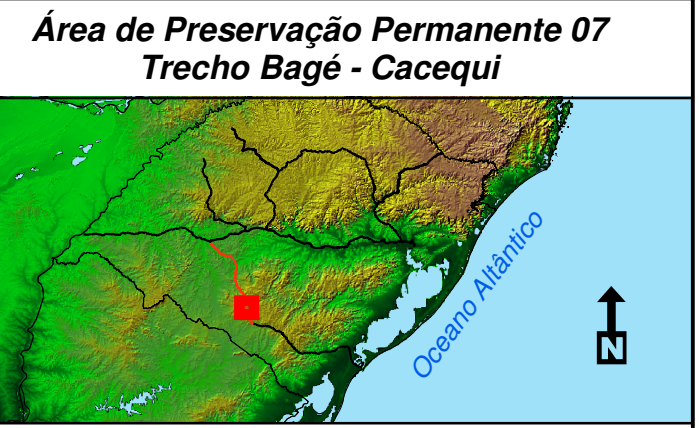 Área de Preservação Permanente 07
Trecho Bagé - Cacequi
Oceano Altântico
N